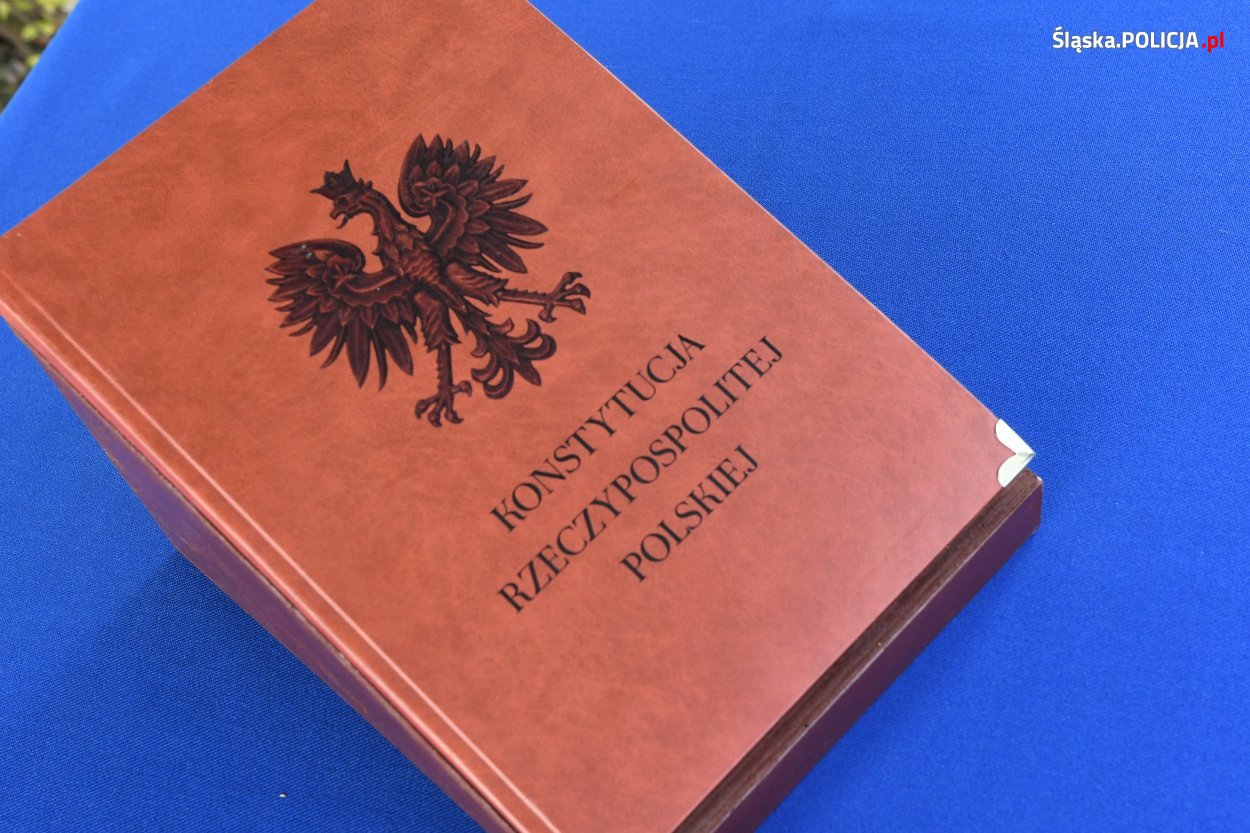 Śląska.POLICJA.pl
KONSTYTUCJA
RZECZYPOSPOLITEJ
POLSKIEJ